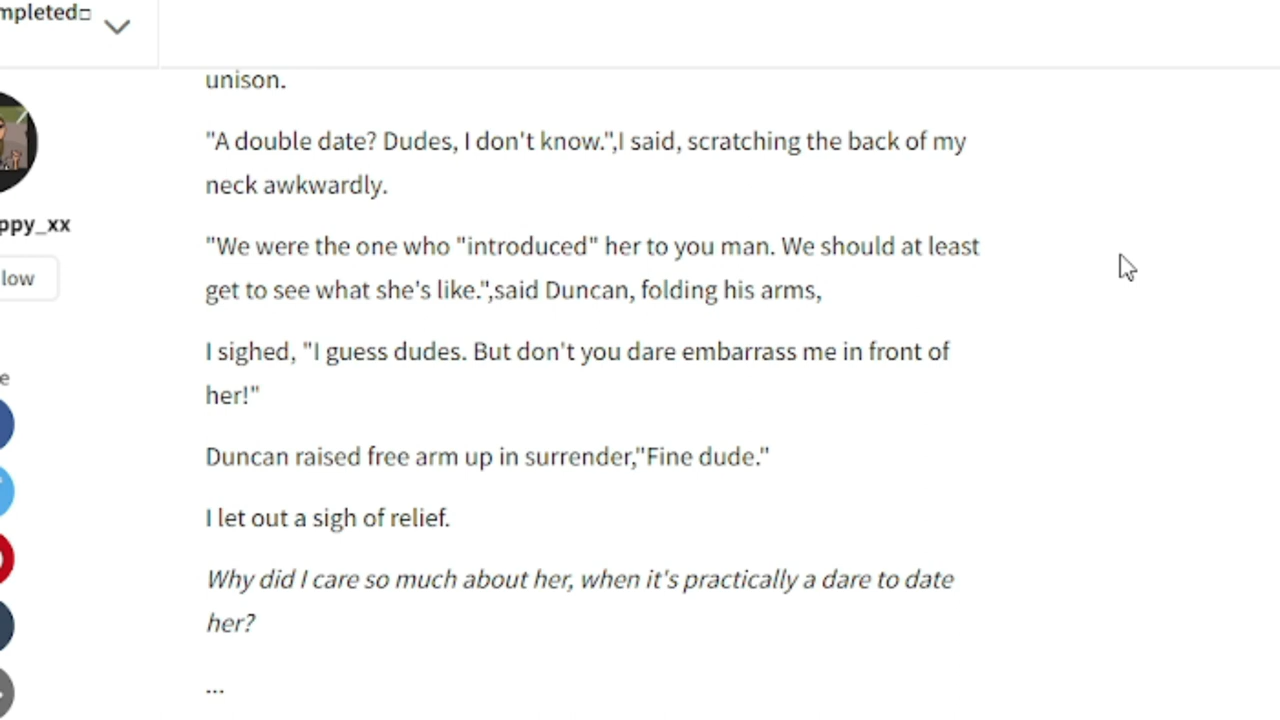 mpleted
unison.
"A double date? Dudes, I don't know.",I said, scratching the back of my
neck awkwardly.
ppy_xx
"We were the one who "introduced" her to you man. We should at least
low
get to see what she's like.",said Duncan, folding his arms,
I sighed, "I guess dudes. But don't you dare embarrass me in front of
e
her!"
Duncan raised free arm up in surrender,"Fine dude."
I let out a sigh of relief.
Why did I care so much about her, when it's practically a dare to date
her?
...